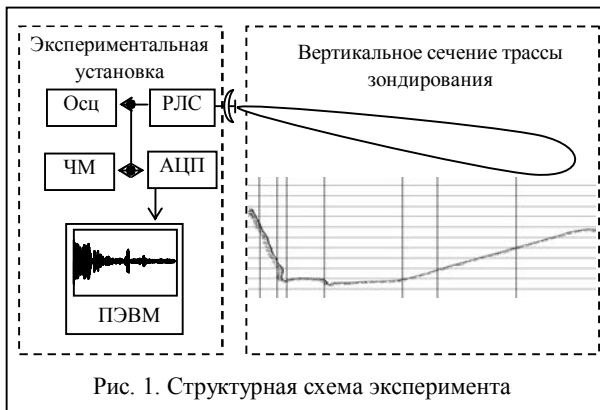 Экспериментальная
установка
Вертикальное сечение трассы
зондирования
Осц
РЛС
ЧМ
АЦП
ПЭВМ
Рис. 1. Структурная схема эксперимента